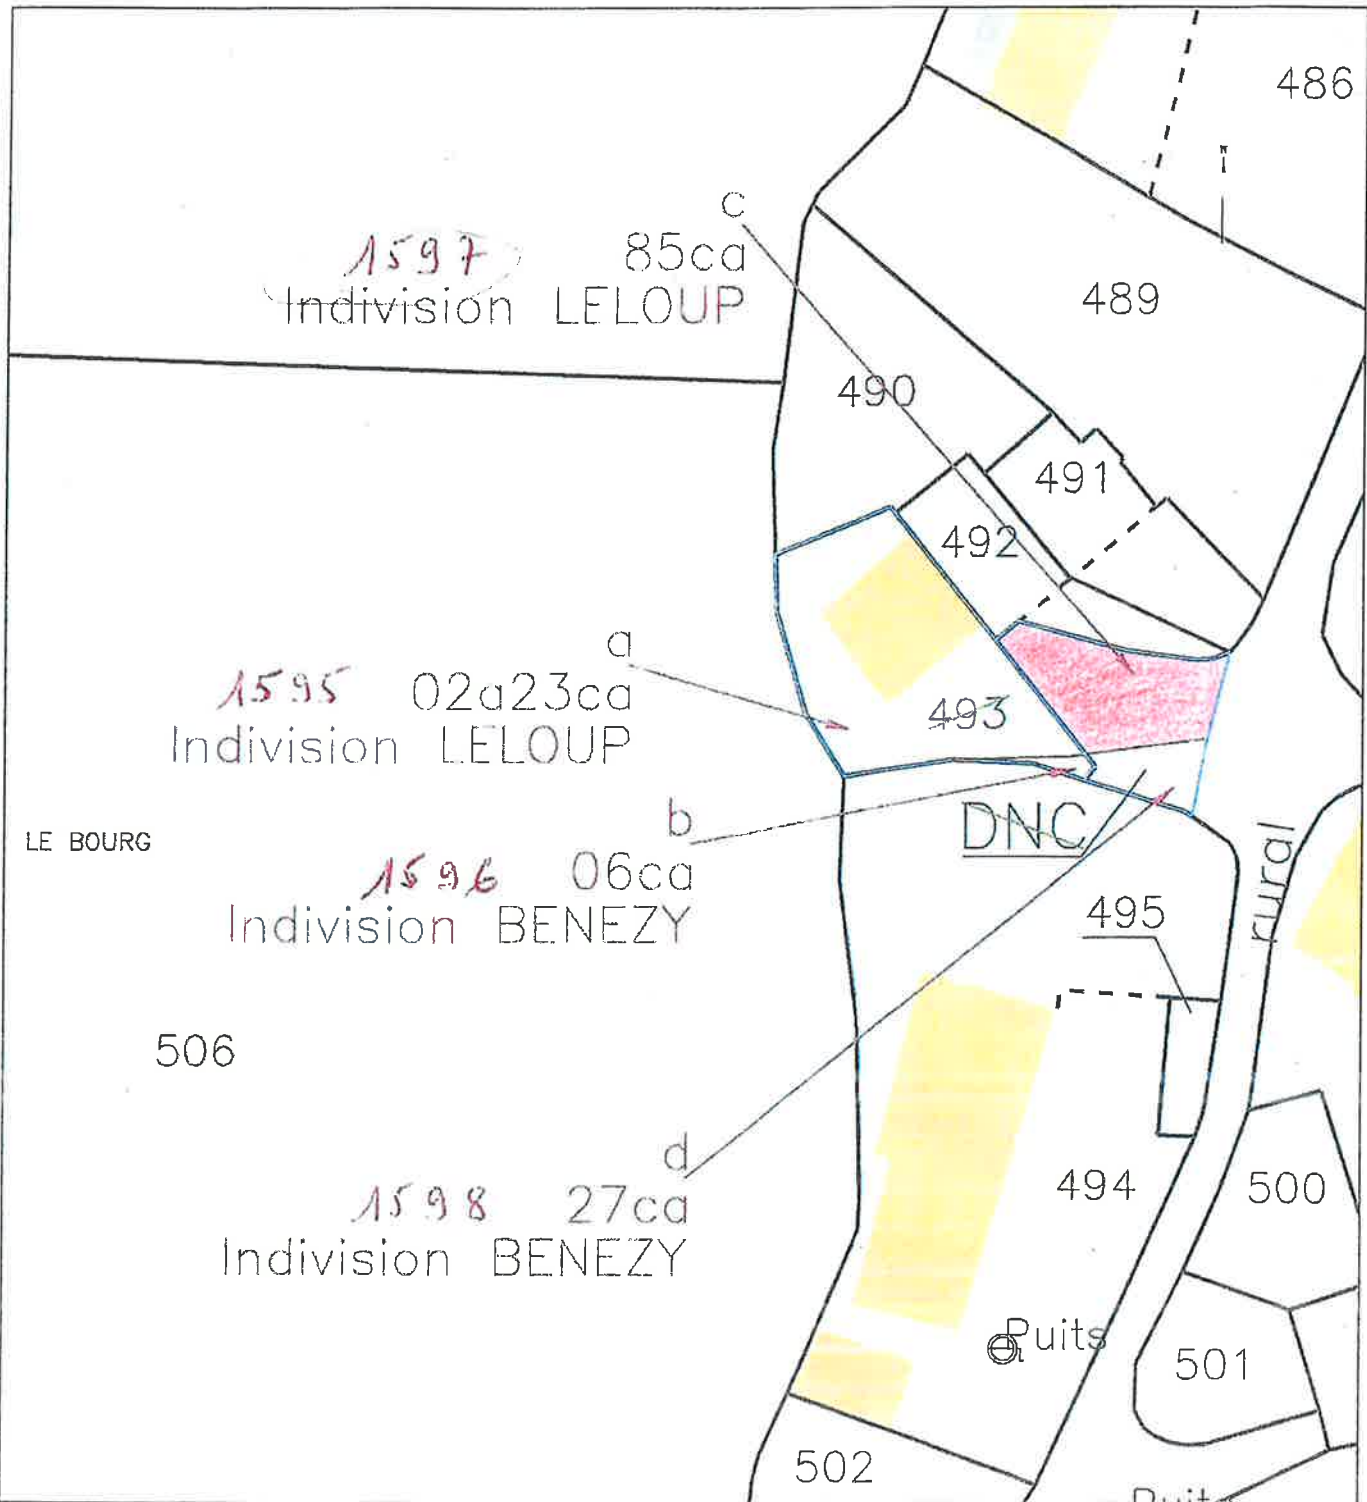 486
c
1597 85ca
Indivision LELOUP
489
490
491
492
a
1595 02a23ca
Indivision LELOUP
493
b
DNC
LE BOURG
1596 06ca
Indivision BENEZY
rural
495
506
d
494
500
1598 27ca
Indivision BENEZY
Puits
501
502
Puits